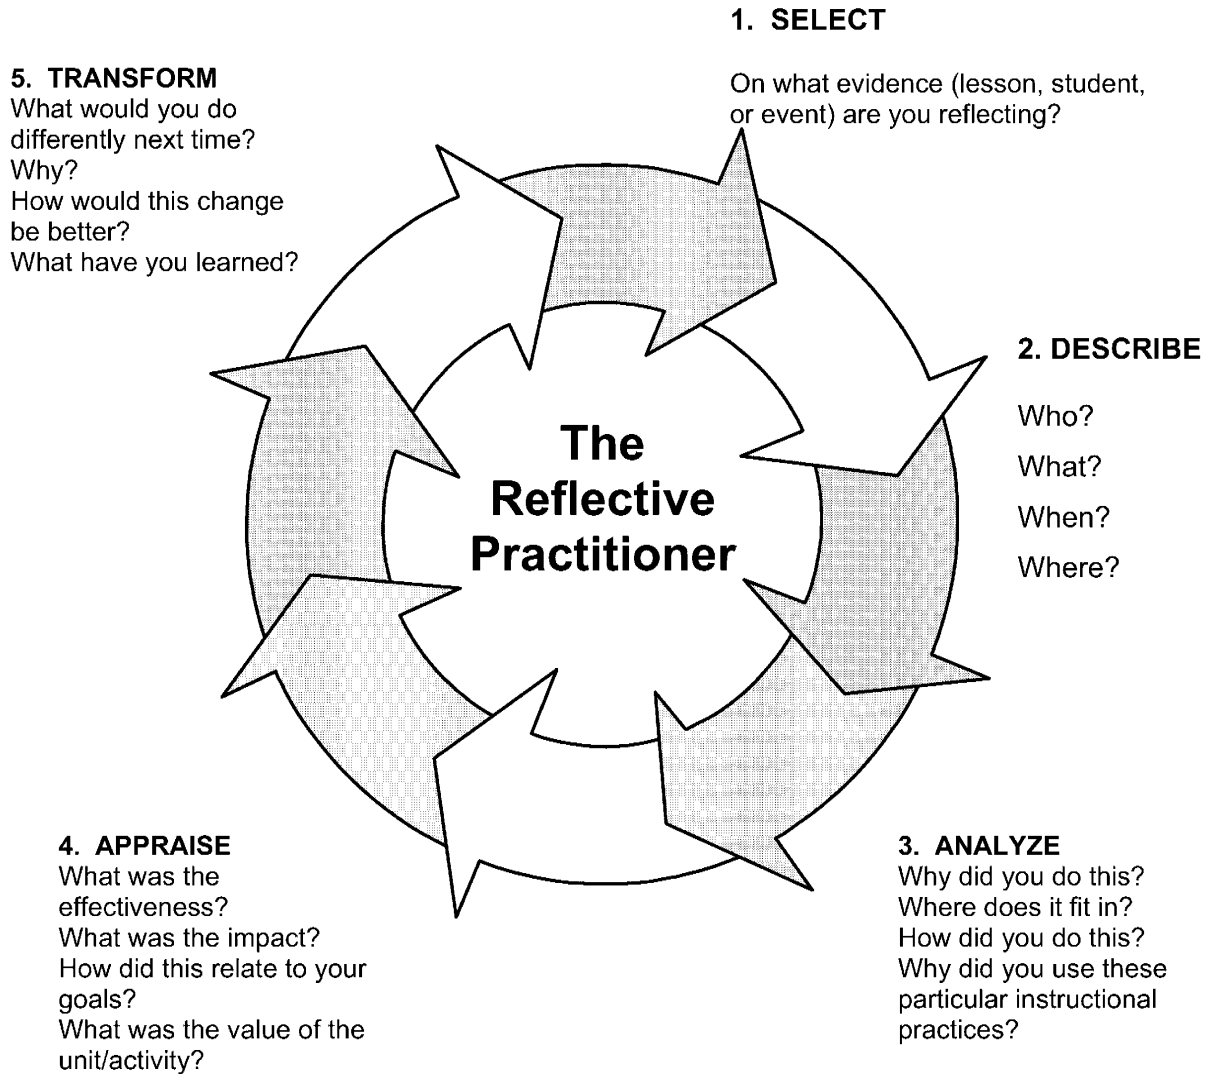 1. SELECT
On what evidence (lesson, student,
or event) are you reflecting?
2. DESCRIBE
Who?
What?
When?
Where?
3. ANALYZE
Why did you do this?
Where does it fit in?
How did you do this?
Why did you use these
particular instructional
practices?
4. APPRAISE
What was the
effectiveness?
What was the impact?
How did this relate to your
goals?
What was the value of the
unit/activity?
5. TRANSFORM
What would you do
differently next time?
Why?
How would this change
be better?
What have you learned?
The
Reflective
Practitioner